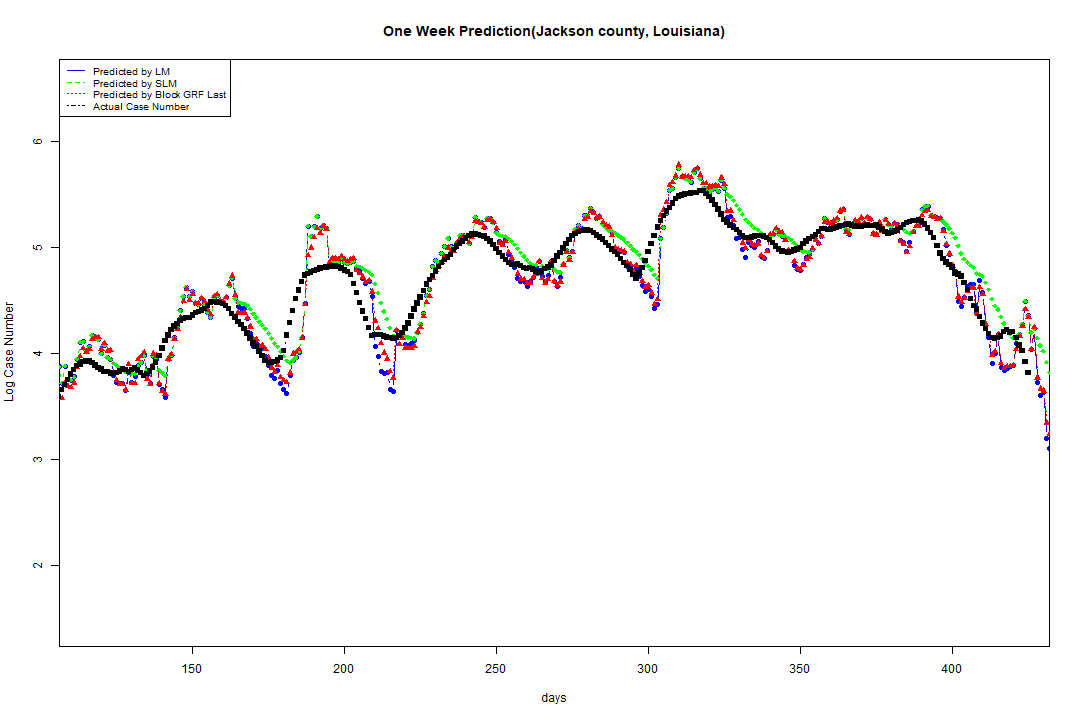 One Week Prediction(Jackson county, Louisiana)
Predicted by LM
Predicted by SLM
Predicted by Block GRF Last
Actual Case Number
6
5
4
3
2
Log Case Number
150
200
250
300
350
400
days